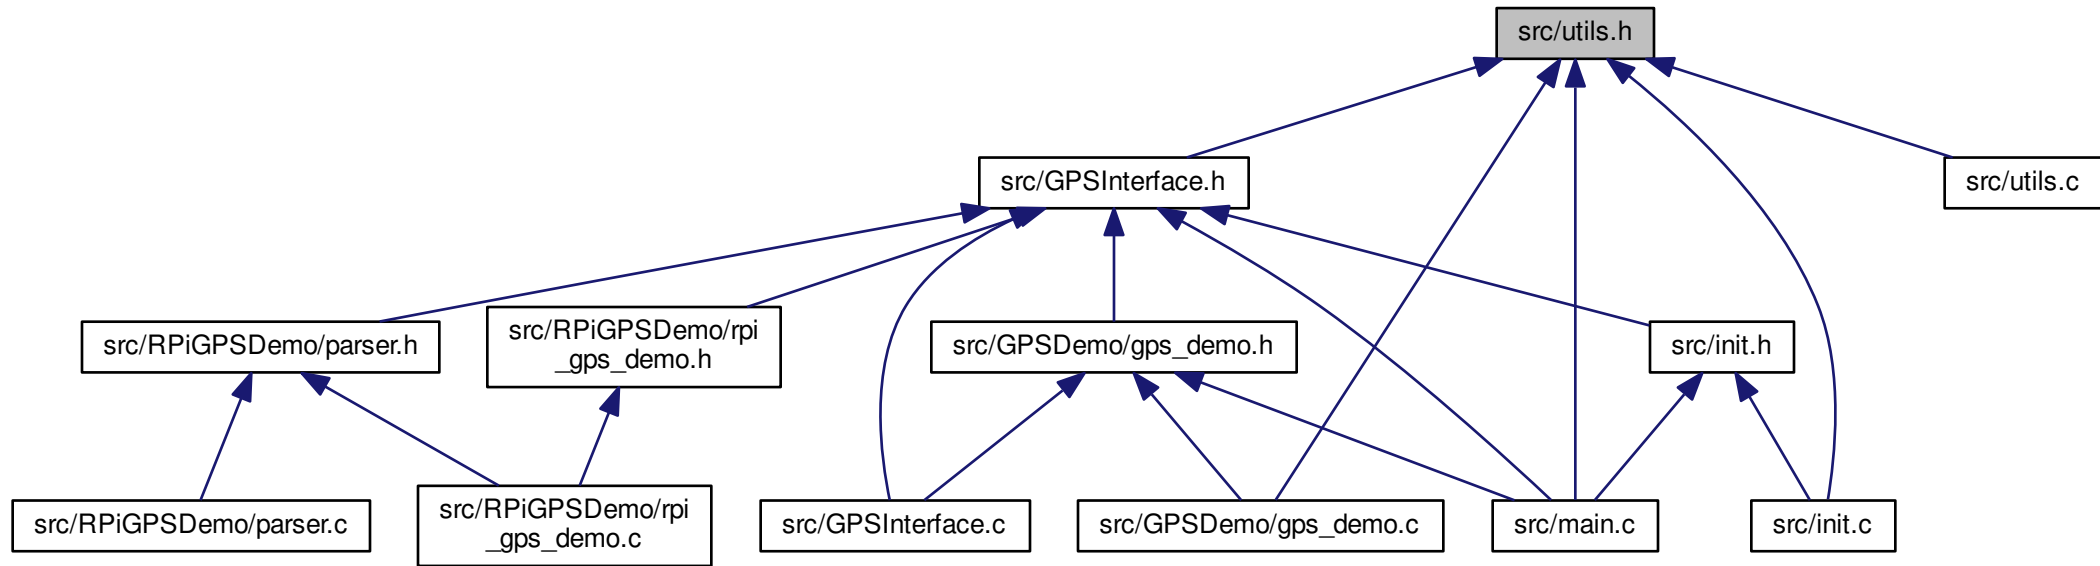 src/utils.h
src/GPSInterface.h
src/utils.c
src/RPiGPSDemo/parser.h
src/RPiGPSDemo/rpi
_gps_demo.h
src/GPSDemo/gps_demo.h
src/init.h
src/RPiGPSDemo/parser.c
src/RPiGPSDemo/rpi
_gps_demo.c
src/GPSInterface.c
src/GPSDemo/gps_demo.c
src/main.c
src/init.c